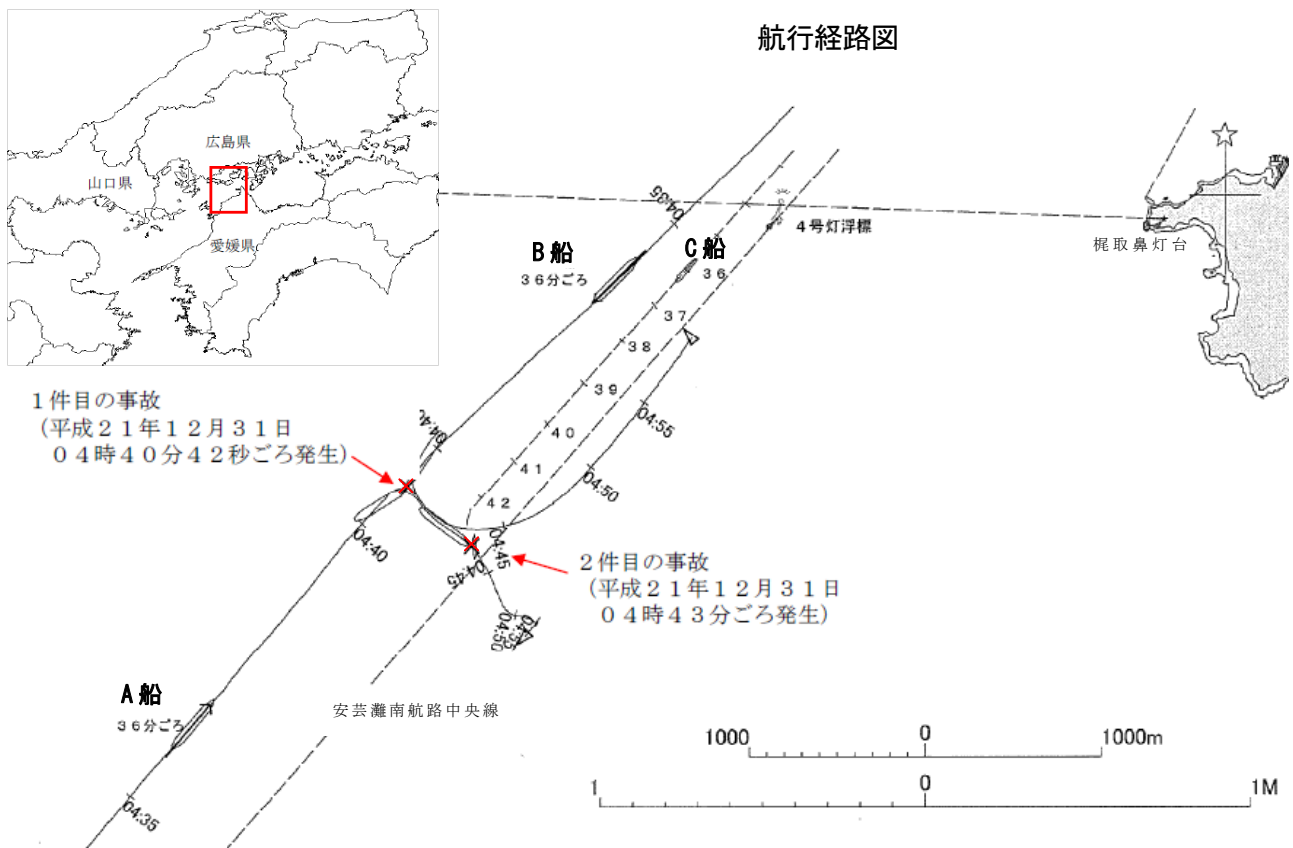 航行経路図
広島県
山口県
愛媛県
04:35
B船
36分ごろ
C船
36
4号灯浮標
梶取鼻灯台
37
38
39
04:55
40
04:40
41
04:50
42
1件目の事故
(平成21年12月31日
04時40分42秒ごろ発生)
04:40
04:45
04:45
2件目の事故
(平成21年12月31日
04時43分ごろ発生)
04:50
04:55
A船
36分ごろ
安芸灘南航路中央線
04:35
1000 0 1000m
1 0 1M